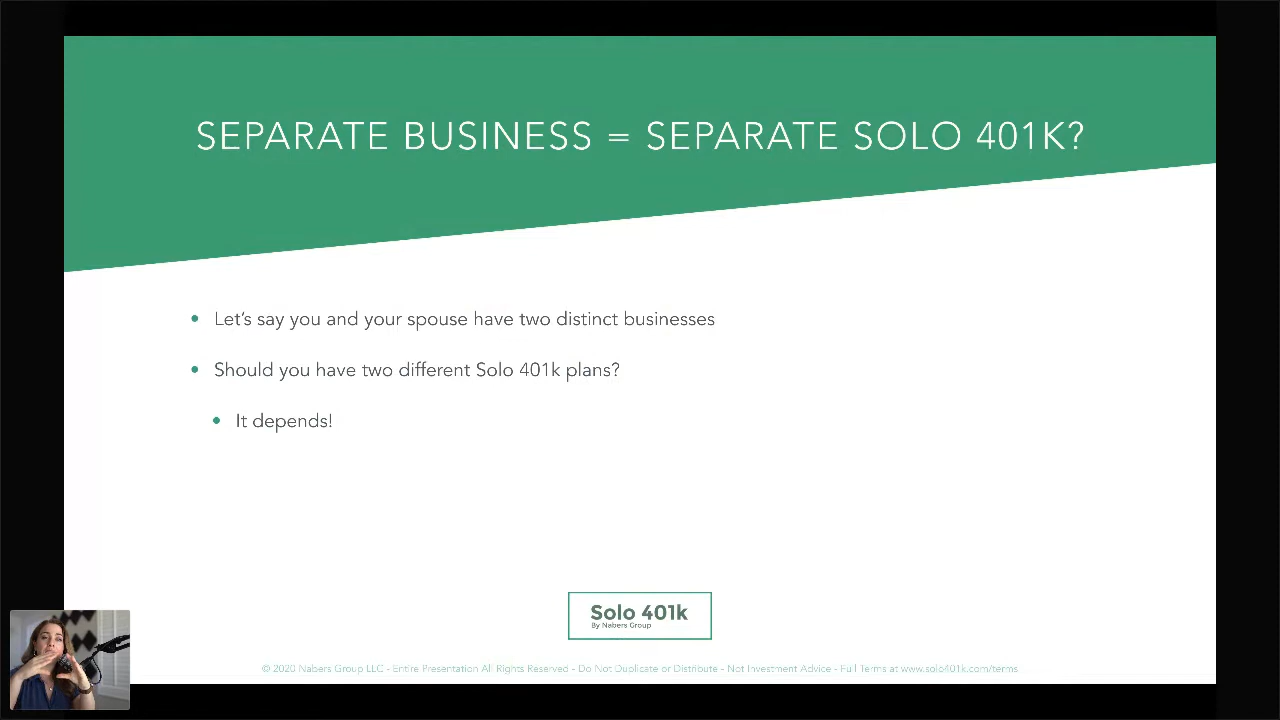 SEPARATE BUSINESS = SEPARATE SOLO 401K?
• Let’s say you and your spouse have two distinct businesses
• Should you have two different Solo 401k plans?
• It depends!
Solo 401k
By Nabers Group
© 2020 Nabers Group LLC - Entire Presentation All Rights Reserved - Do Not Duplicate or Distribute - Not Investment Advice - Full Terms at www.solo401k.com/terms